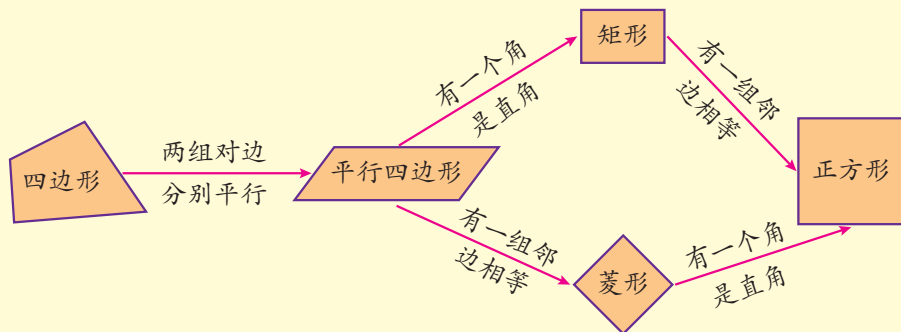 四边形
两组对边
分别平行
平行四边形
有一个角
是直角
矩形
有一组邻
边相等
有一组邻
边相等
菱形
有一个角
是直角
正方形